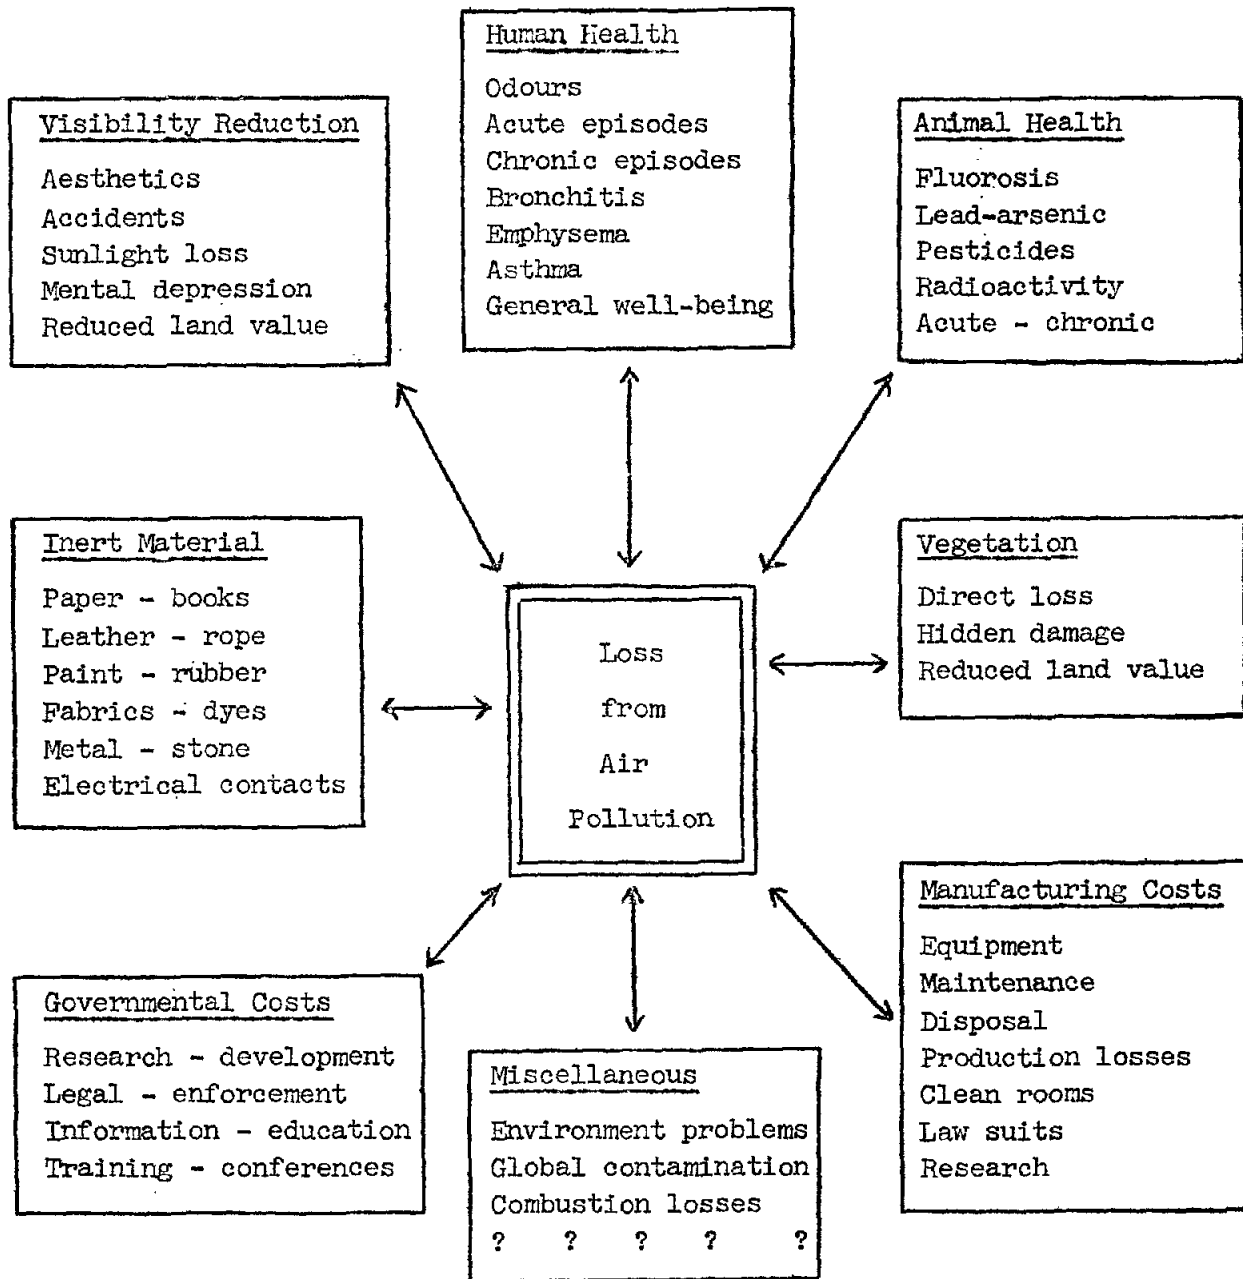 Human Health
Odours
Acute episodes
Chronic episodes
Bronchitis
Emphysema
Asthma
General well-being
Visibility Reduction
Aesthetics
Accidents
Sunlight loss
Mental depression
Reduced land value
Animal Health
Fluorosis
Lead-arsenic
Pesticides
Radioactivity
Acute - chronic
Inert Material
Paper - books
Leather - rope
Paint - rubber
Fabrics - dyes
Metal - stone
Electrical contacts
Loss
from
Air
Pollution
Vegetation
Direct loss
Hidden damage
Reduced land value
Manufacturing Costs
Equipment
Maintenance
Disposal
Production losses
Clean rooms
Law suits
Research
Governmental Costs
Research - development
Legal - enforcement
Information - education
Training - conferences
Miscellaneous
Environment problems
Global contamination
Combustion losses
? ? ? ? ?